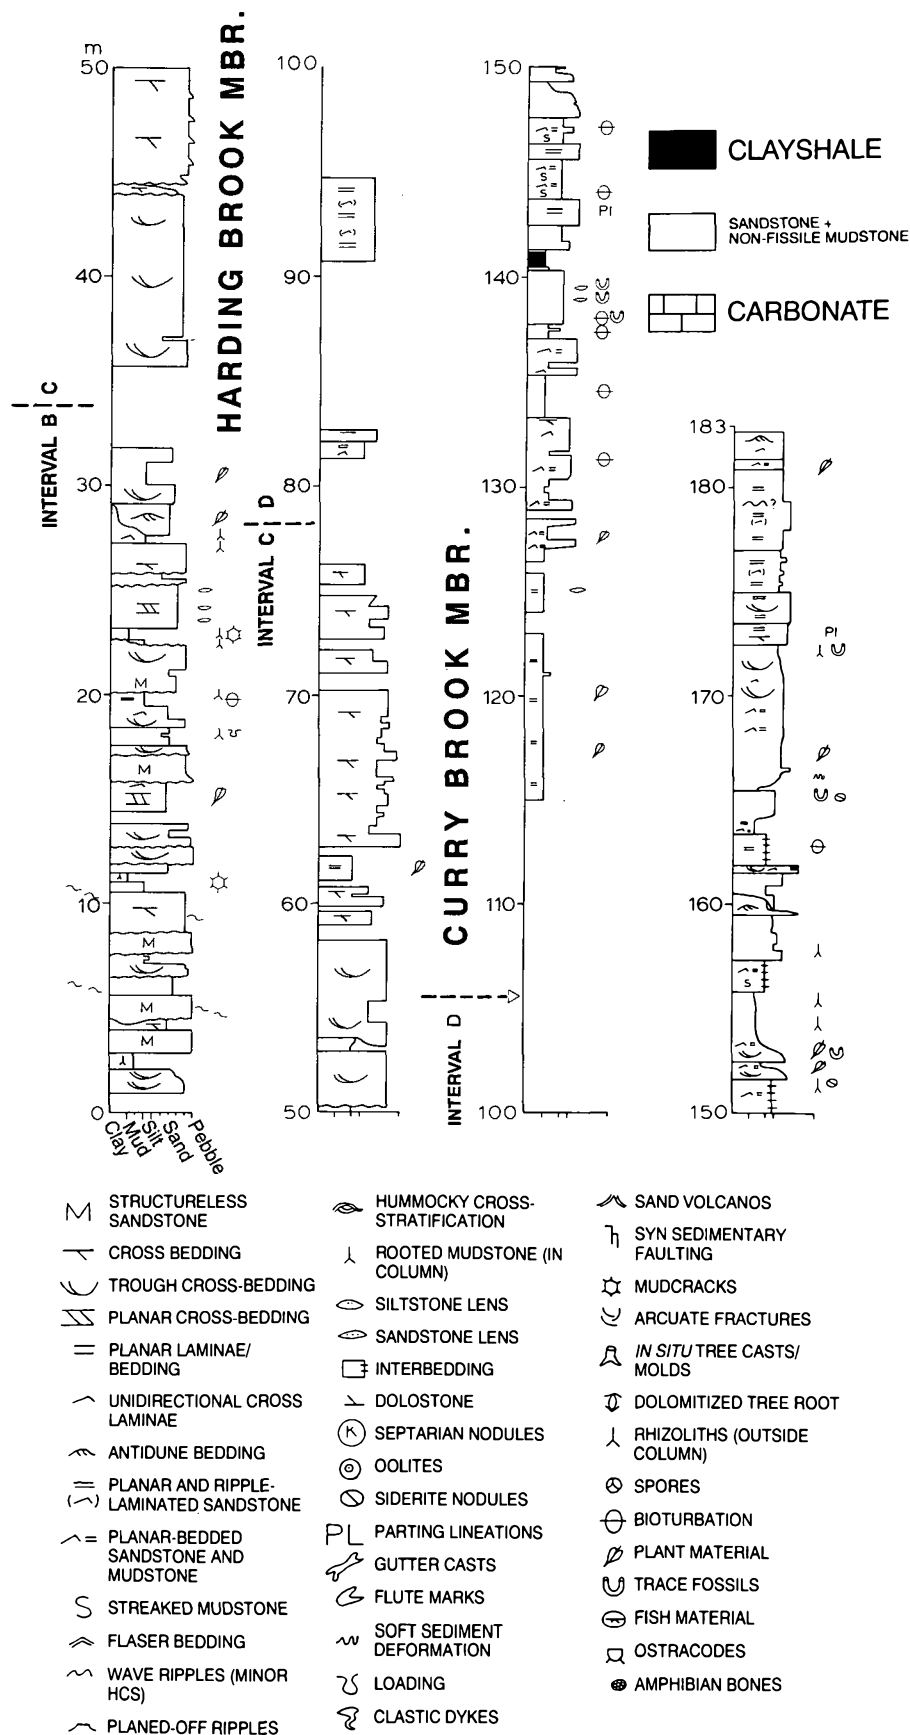 m
50
40
30
20
10
0
Clay
Mud
Silt
Sand
Pebble
INTERVAL B
C
HARDING BROOK MBR.
M
M
M
M
M
M
100
90
80
70
60
50
INTERVAL C
D
CURRY BROOK MBR.
INTERVAL D
150
140
130
120
110
100
S
S
S
PI
183
180
170
160
150
PI
S
CLAYSHALE
SANDSTONE +
NON-FISSILE MUDSTONE
CARBONATE
M
STRUCTURELESS
SANDSTONE
CROSS BEDDING
TROUGH CROSS-BEDDING
PLANAR CROSS-BEDDING
PLANAR LAMINAE/
BEDDING
UNIDIRECTIONAL CROSS
LAMINAE
ANTIDUNE BEDDING
PLANAR AND RIPPLE-
LAMINATED SANDSTONE
PLANAR-BEDDED
SANDSTONE AND
MUDSTONE
S STREAKED MUDSTONE
FLASER BEDDING
WAVE RIPPLES (MINOR
HCS)
PLANED-OFF RIPPLES
HUMMOCKY CROSS-
STRATIFICATION
ROOTED MUDSTONE (IN
COLUMN)
SILTSTONE LENS
SANDSTONE LENS
INTERBEDDING
DOLOSTONE
K SEPTARIAN NODULES
OOLITES
SIDERITE NODULES
PL PARTING LINEATIONS
GUTTER CASTS
FLUTE MARKS
SOFT SEDIMENT
DEFORMATION
LOADING
CLASTIC DYKES
SAND VOLCANOS
SYN SEDIMENTARY
FAULTING
MUDCRACKS
ARCUATE FRACTURES
IN SITU TREE CASTS/
MOLDS
DOLOMITIZED TREE ROOT
RHIZOLITHS (OUTSIDE
COLUMN)
SPORES
BIOTURBATION
PLANT MATERIAL
TRACE FOSSILS
FISH MATERIAL
OSTRACODES
AMPHIBIAN BONES